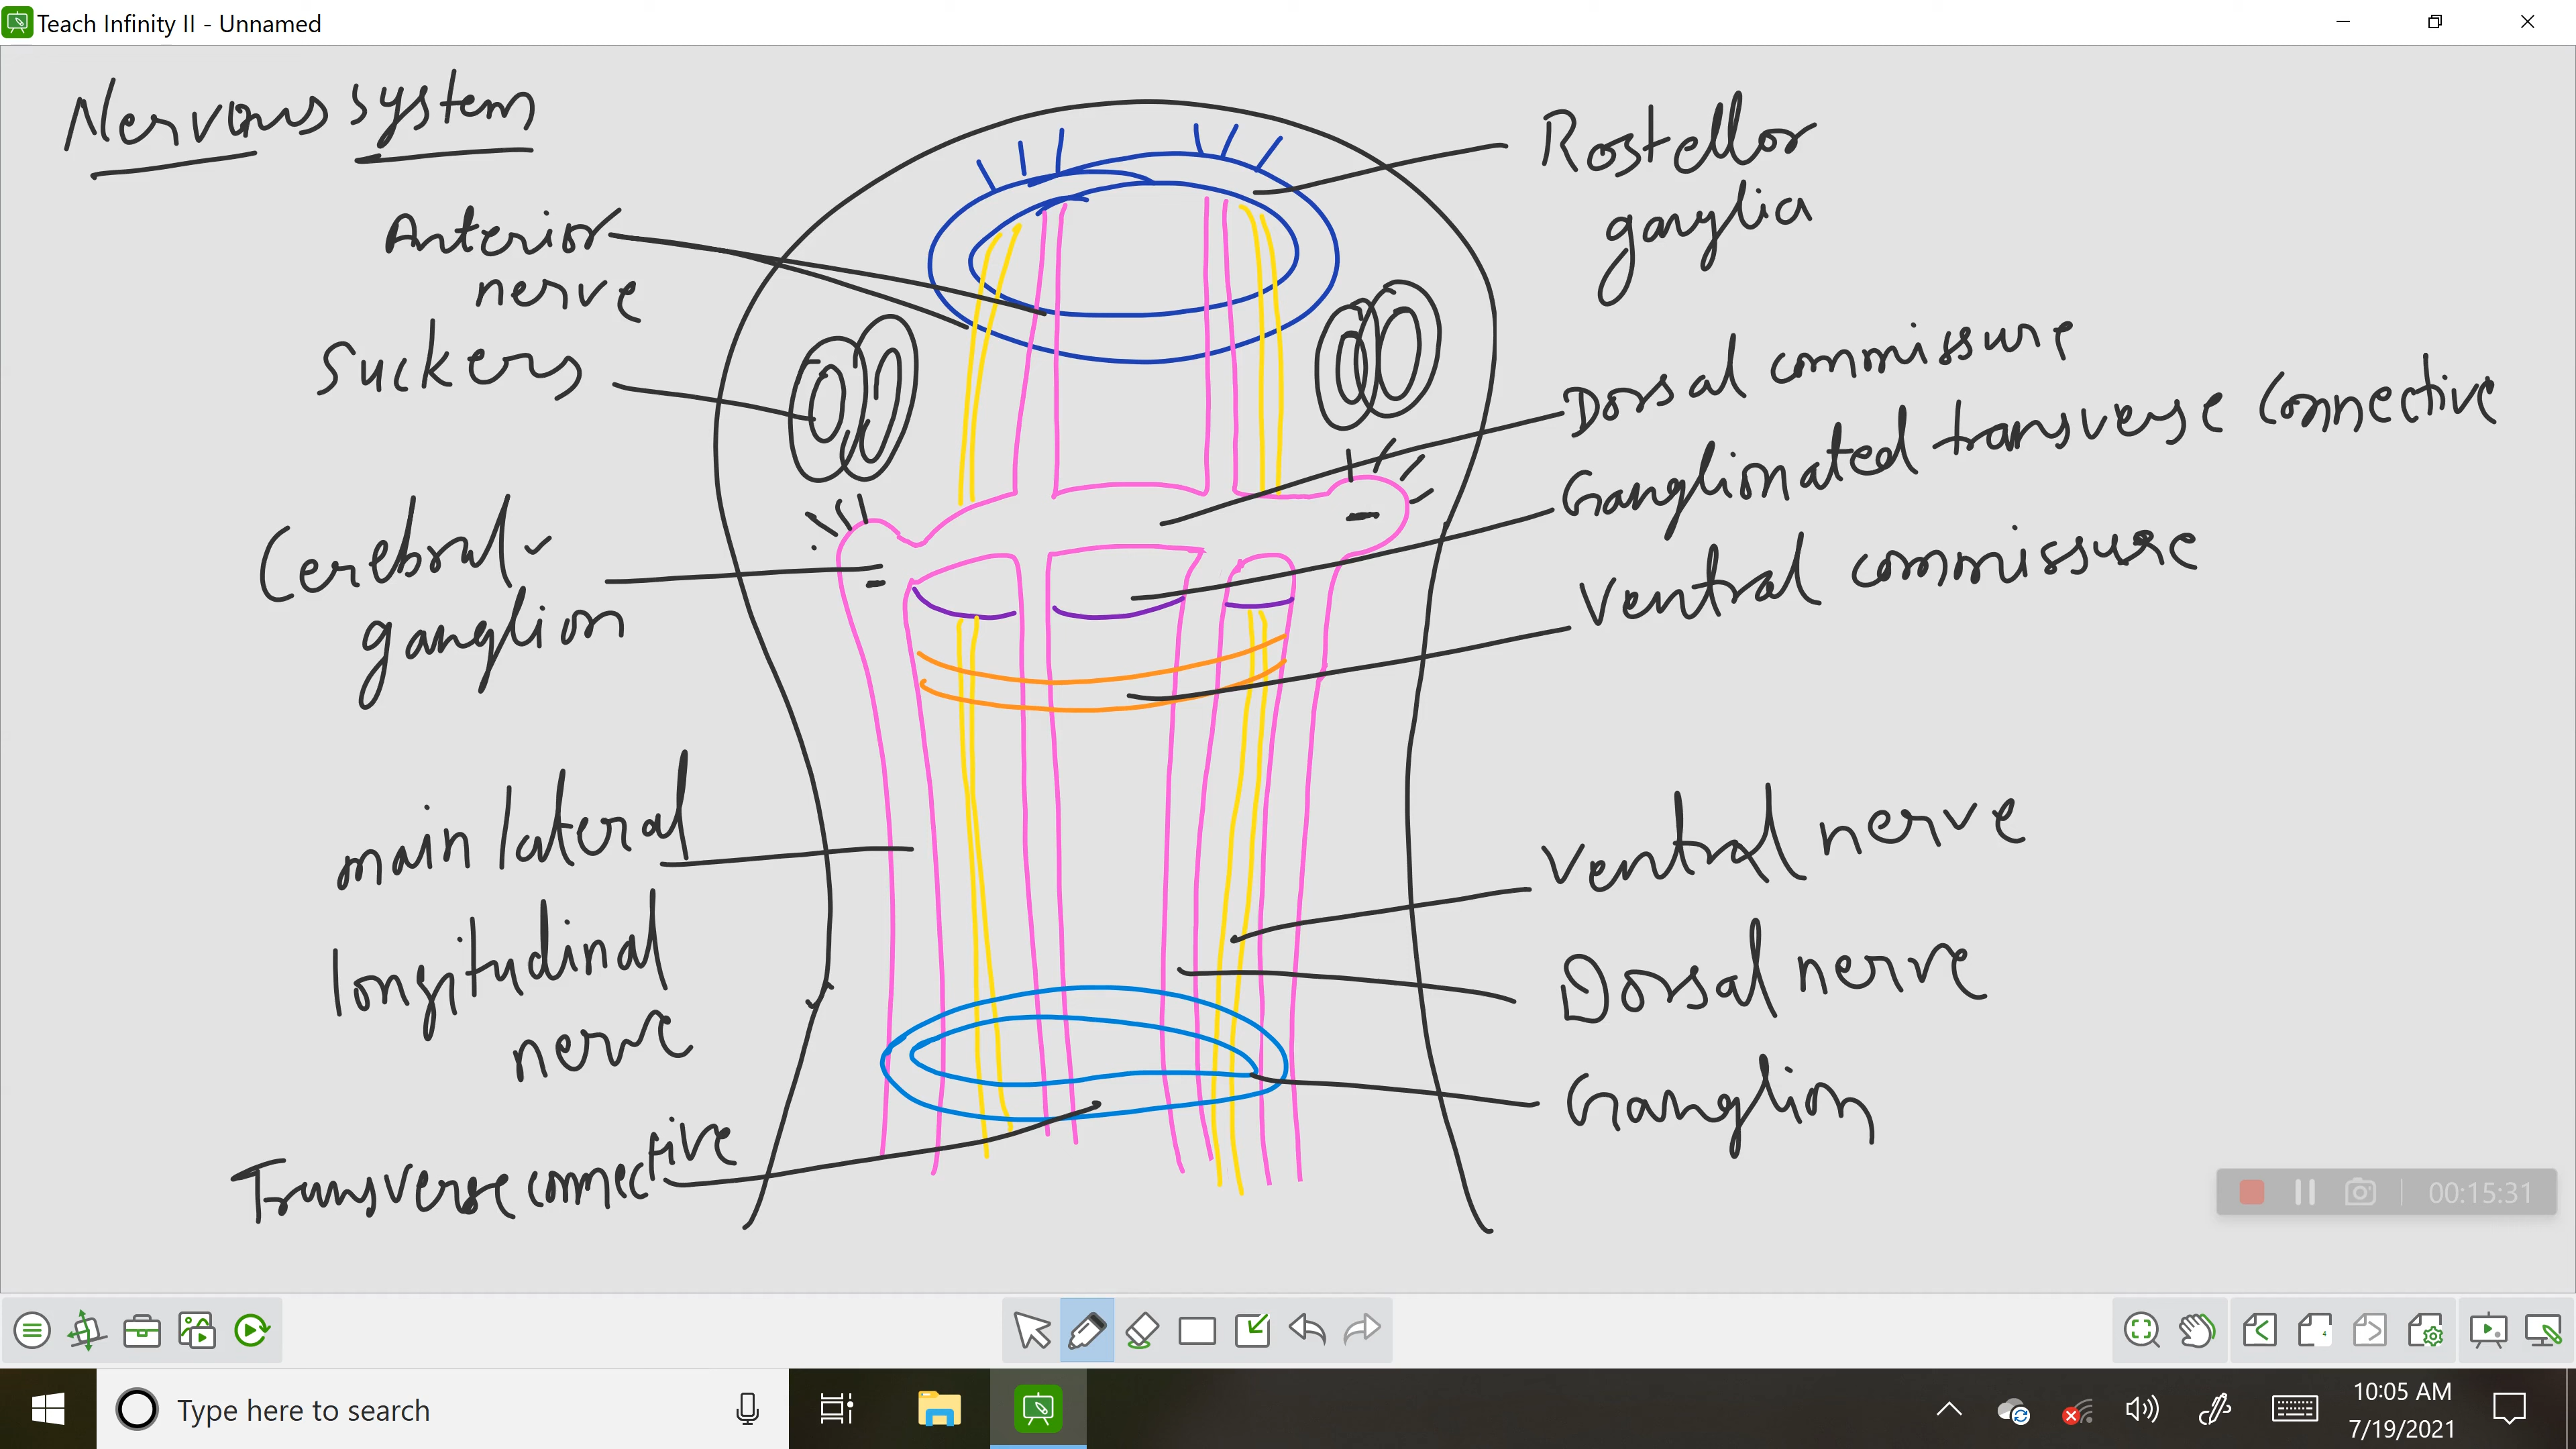 Teach Infinity II - Unnamed
Nervous system
Anterior
nerve
Suckers
Cerebral
ganglion
main lateral
longitudinal
nerve
Transverse connective
Rostellor
ganglia
Dorsal commissure
Ganglionated transverse connective
Ventral commissure
Ventral nerve
Dorsal nerve
Ganglion
00:15:31
4
Type here to search
10:05 AM
7/19/2021